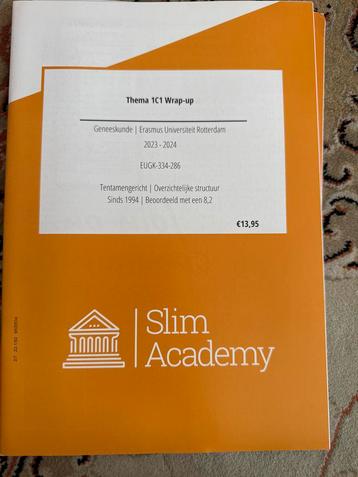 Thema 1C1 Wrap-up
Geneeskunde | Erasmus Universiteit Rotterdam
2023 - 2024
EUGK-334-286
Tentamengericht | Overzichtelijke structuur
Sinds 1994 | Beoordeeld met een 8,2
€13,95
Slim
Academy